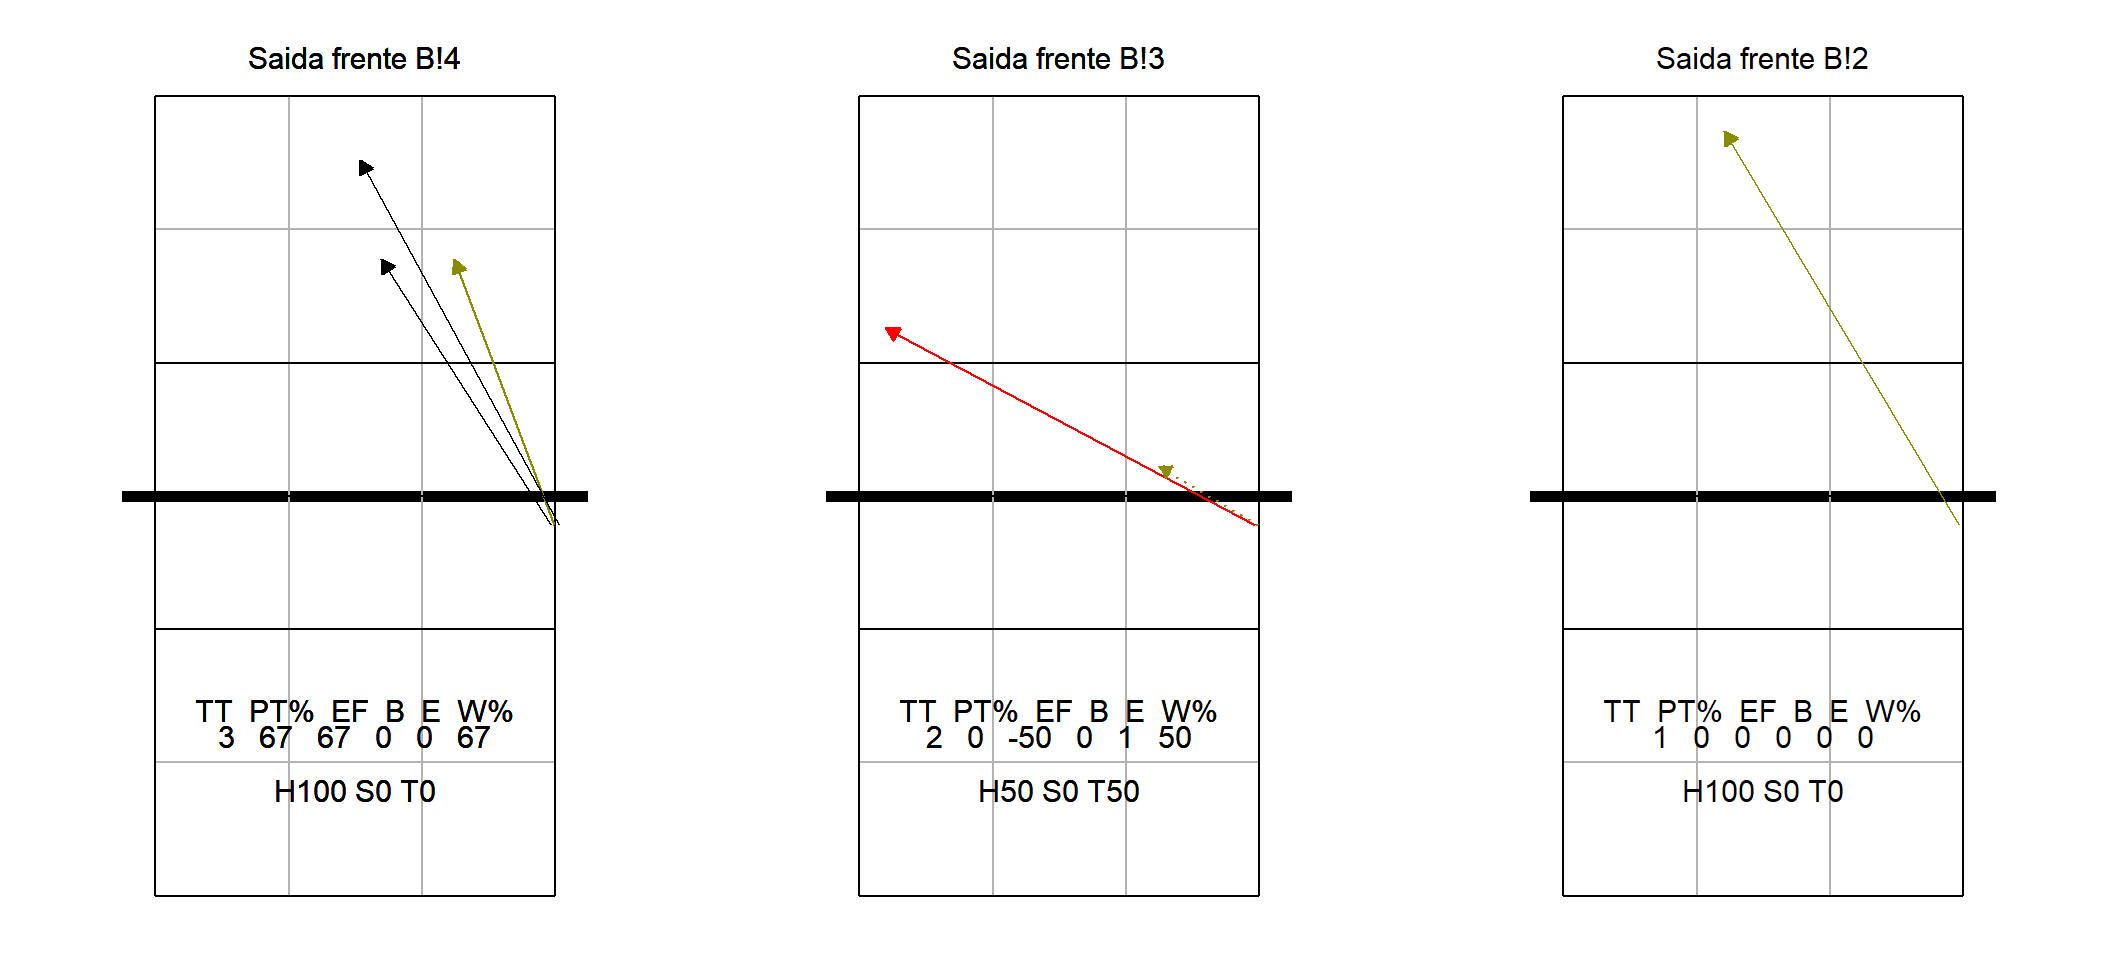 Saida frente B!4
TT PT% EF B E W%
3 67 67 0 0 67
H100 S0 T0
Saida frente B!3
TT PT% EF B E W%
2 0 -50 0 1 50
H50 S0 T50
Saida frente B!2
TT PT% EF B E W%
1 0 0 0 0 0
H100 S0 T0